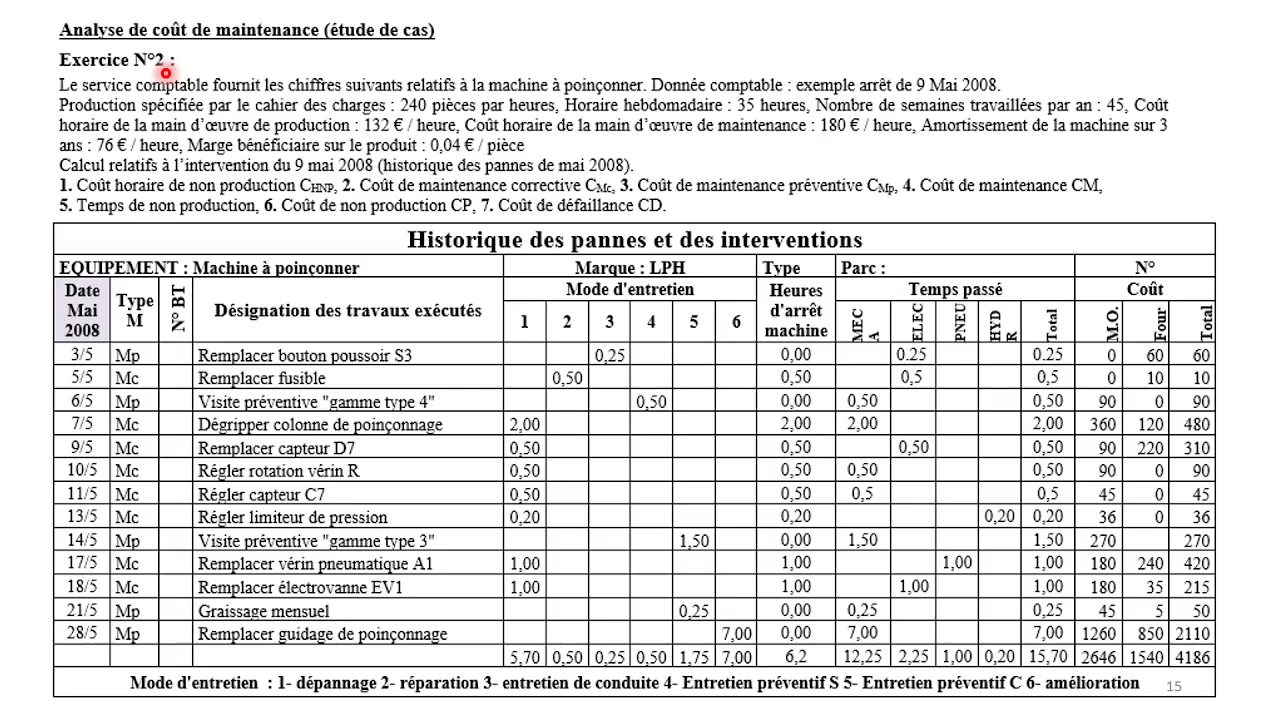 Analyse de coût de maintenance (étude de cas)
Exercice N°2 :
Le service comptable fournit les chiffres suivants relatifs à la machine à poinçonner. Donnée comptable : exemple arrêt de 9 Mai 2008.
Production spécifiée par le cahier des charges : 240 pièces par heures, Horaire hebdomadaire : 35 heures, Nombre de semaines travaillées par an : 45, Coût
horaire de la main d'œuvre de production : 132 € / heure, Coût horaire de la main d'œuvre de maintenance : 180 € / heure, Amortissement de la machine sur 3
ans : 76 € / heure, Marge bénéficiaire sur le produit : 0,04 € / pièce
Calcul relatifs à l'intervention du 9 mai 2008 (historique des pannes de mai 2008).
1. Coût horaire de non production CHNP, 2. Coût de maintenance corrective CMc, 3. Coût de maintenance préventive CMp, 4. Coût de maintenance CM,
5. Temps de non production, 6. Coût de non production CP, 7. Coût de défaillance CD.
Historique des pannes et des interventions
EQUIPEMENT : Machine à poinçonner Marque : LPH Type Parc : N°
Date Mai 2008 Type M N° BT Désignation des travaux exécutés Mode d'entretien Heures d'arrêt machine Temps passé Coût
1 2 3 4 5 6 MECA ELEC PNEU HYDR Total M.O. Four Total
3/5 Mp Remplacer bouton poussoir S3 0,25 0,00 0.25 0.25 0 60 60
5/5 Mc Remplacer fusible 0,50 0,50 0,5 0,5 0 10 10
6/5 Mp Visite préventive "gamme type 4" 0,50 0,00 0,50 0,50 90 0 90
7/5 Mc Dégripper colonne de poinçonnage 2,00 2,00 2,00 2,00 360 120 480
9/5 Mc Remplacer capteur D7 0,50 0,50 0,50 0,50 90 220 310
10/5 Mc Régler rotation vérin R 0,50 0,50 0,50 0,50 90 0 90
11/5 Mc Régler capteur C7 0,50 0,50 0,5 0,5 45 0 45
13/5 Mc Régler limiteur de pression 0,20 0,20 0,20 0,20 36 0 36
14/5 Mp Visite préventive "gamme type 3" 1,50 0,00 1,50 1,50 270 270
17/5 Mc Remplacer vérin pneumatique A1 1,00 1,00 1,00 1,00 180 240 420
18/5 Mc Remplacer électrovanne EV1 1,00 1,00 1,00 1,00 180 35 215
21/5 Mp Graissage mensuel 0,25 0,00 0,25 0,25 45 5 50
28/5 Mp Remplacer guidage de poinçonnage 7,00 0,00 7,00 7,00 1260 850 2110
5,70 0,50 0,25 0,50 1,75 7,00 6,2 12,25 2,25 1,00 0,20 15,70 2646 1540 4186
Mode d'entretien : 1- dépannage 2- réparation 3- entretien de conduite 4- Entretien préventif S 5- Entretien préventif C 6- amélioration
15